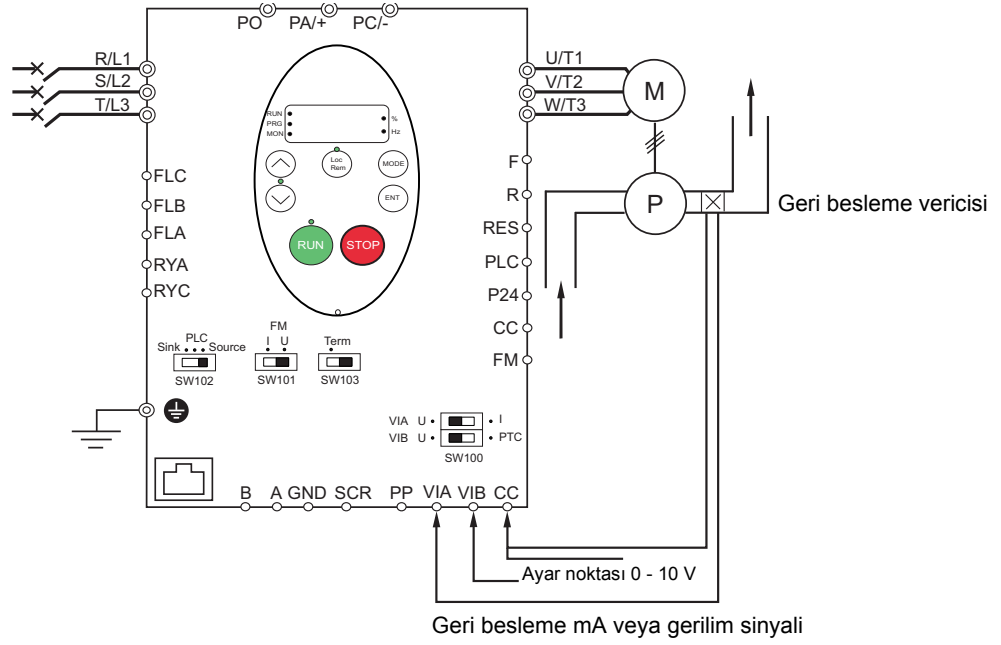 PO PA/+ PC/-
R/L1
S/L2
T/L3
U/T1
V/T2
W/T3
M
RUN
PRG
MON
%
Hz
Loc
Rem
MODE
ENT
RUN
STOP
FLC
FLB
FLA
RYA
RYC
F
R
RES
PLC
P24
CC
FM
P
Geri besleme vericisi
PLC
Sink Source
SW102
FM
I U
SW101
Term
SW103
VIA U I
VIB U PTC
SW100
B A GND SCR PP VIA VIB CC
Ayar noktası 0 - 10 V
Geri besleme mA veya gerilim sinyali